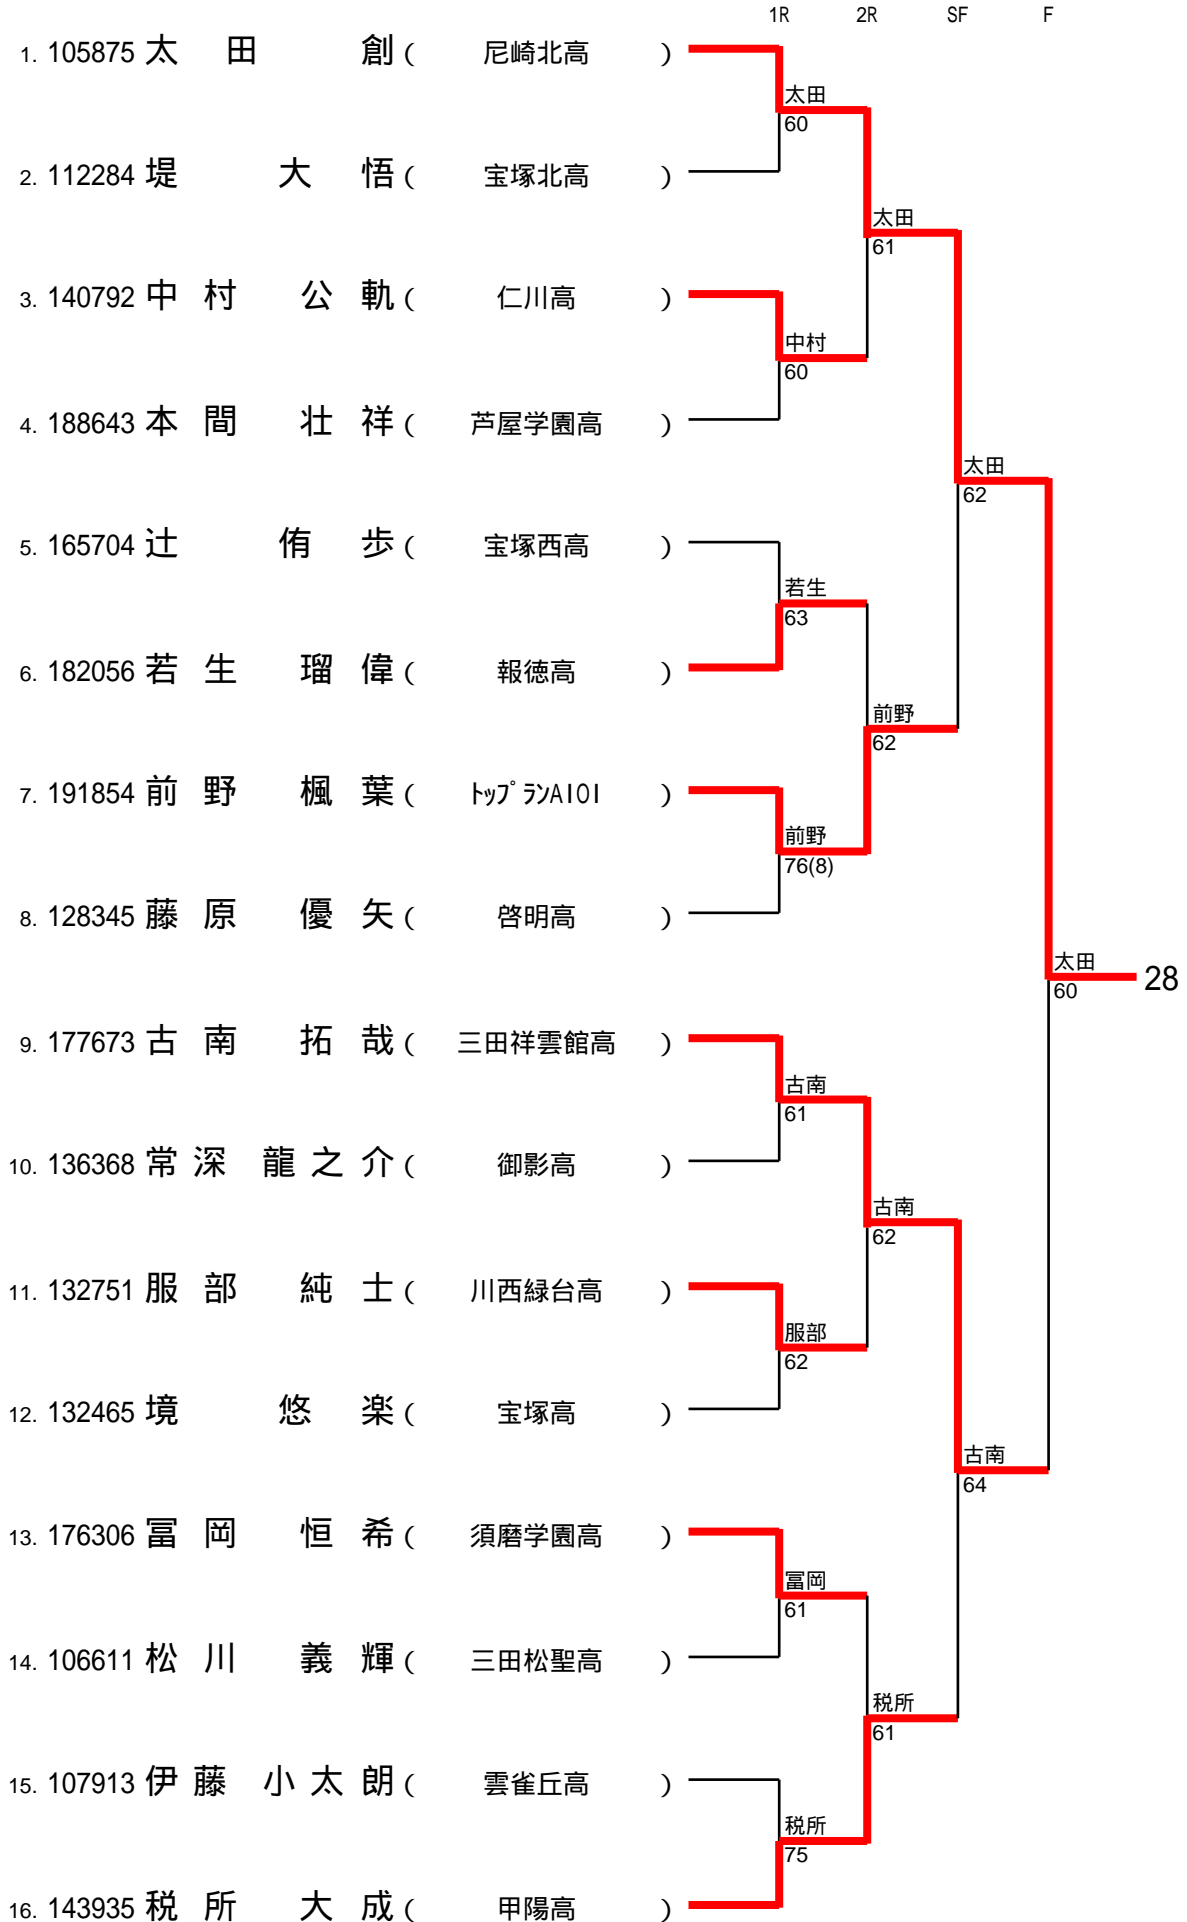 1R 2R SF F
1. 105875 太田 創 ( 尼崎北高 )
太田
60
2. 112284 堤 大悟 ( 宝塚北高 )
太田
61
3. 140792 中村 公軌 ( 仁川高 )
中村
60
4. 188643 本間 壮祥 ( 芦屋学園高 )
太田
62
5. 165704 辻 侑歩 ( 宝塚西高 )
若生
63
6. 182056 若生 瑠偉 ( 報徳高 )
前野
62
7. 191854 前野 楓葉 ( トップランAIOI )
前野
76(8)
8. 128345 藤原 優矢 ( 啓明高 )
太田
60
28
9. 177673 古南 拓哉 ( 三田祥雲館高 )
古南
61
10. 136368 常深 龍之介 ( 御影高 )
古南
62
11. 132751 服部 純士 ( 川西緑台高 )
服部
62
12. 132465 境 悠楽 ( 宝塚高 )
古南
64
13. 176306 冨岡 恒希 ( 須磨学園高 )
冨岡
61
14. 106611 松川 義輝 ( 三田松聖高 )
税所
61
15. 107913 伊藤 小太朗 ( 雲雀丘高 )
税所
75
16. 143935 税所 大成 ( 甲陽高 )